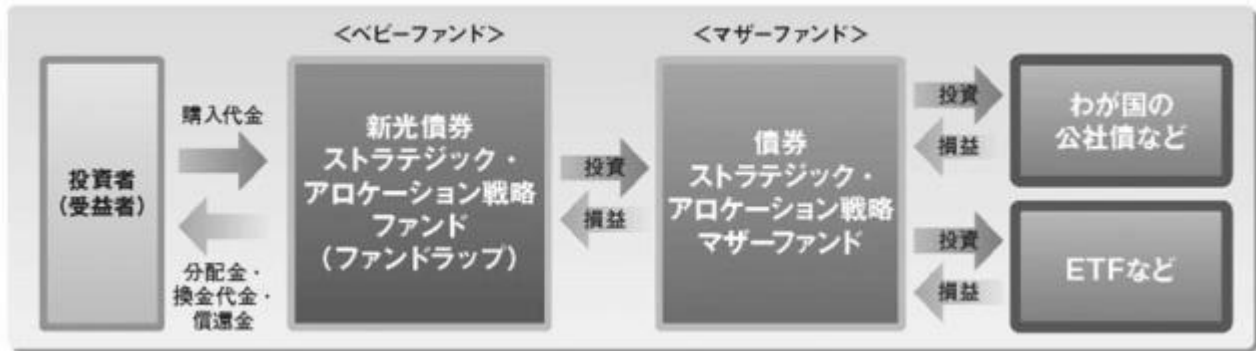 <ベビーファンド>
<マザーファンド>
投資者
(受益者)
購入代金
分配金・
換金代金・
償還金
新光債券
ストラテジック・
アロケーション戦略
ファンド
(ファンドラップ)
投資
損益
債券
ストラテジック・
アロケーション戦略
マザーファンド
投資
損益
わが国の
公社債など
投資
損益
ETFなど